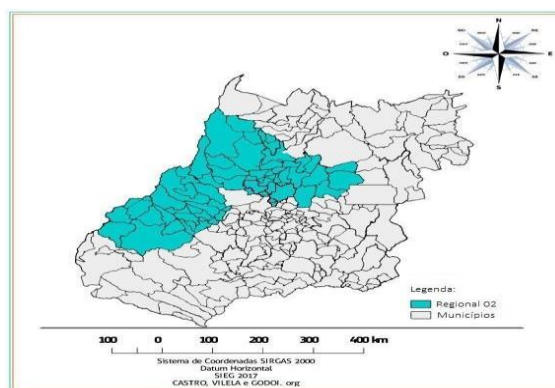 N
O
E
S
Legenda:
Regional 02
Municípios
100 0 100 200 300 400 km
Sistema de Coordenadas SIRGAS 2000
Datum Horizontal
SIEG 2017
CASTRO, VILELA e GODOI. org